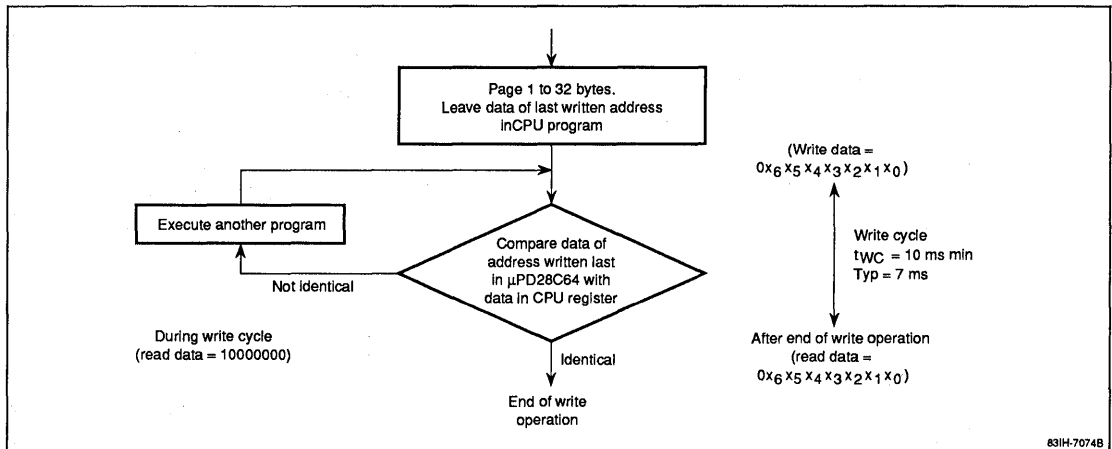 Page 1 to 32 bytes.
Leave data of last written address
inCPU program
Execute another program
Compare data of
address written last
in μPD28C64 with
data in CPU register
Not identical
During write cycle
(read data = 10000000)
Identical
End of write
operation
(Write data =
0x₆x₅x₄x₃x₂x₁x₀)
Write cycle
tWC = 10 ms min
Typ = 7 ms
After end of write operation
(read data =
0x₆x₅x₄x₃x₂x₁x₀)
83IH-7074B